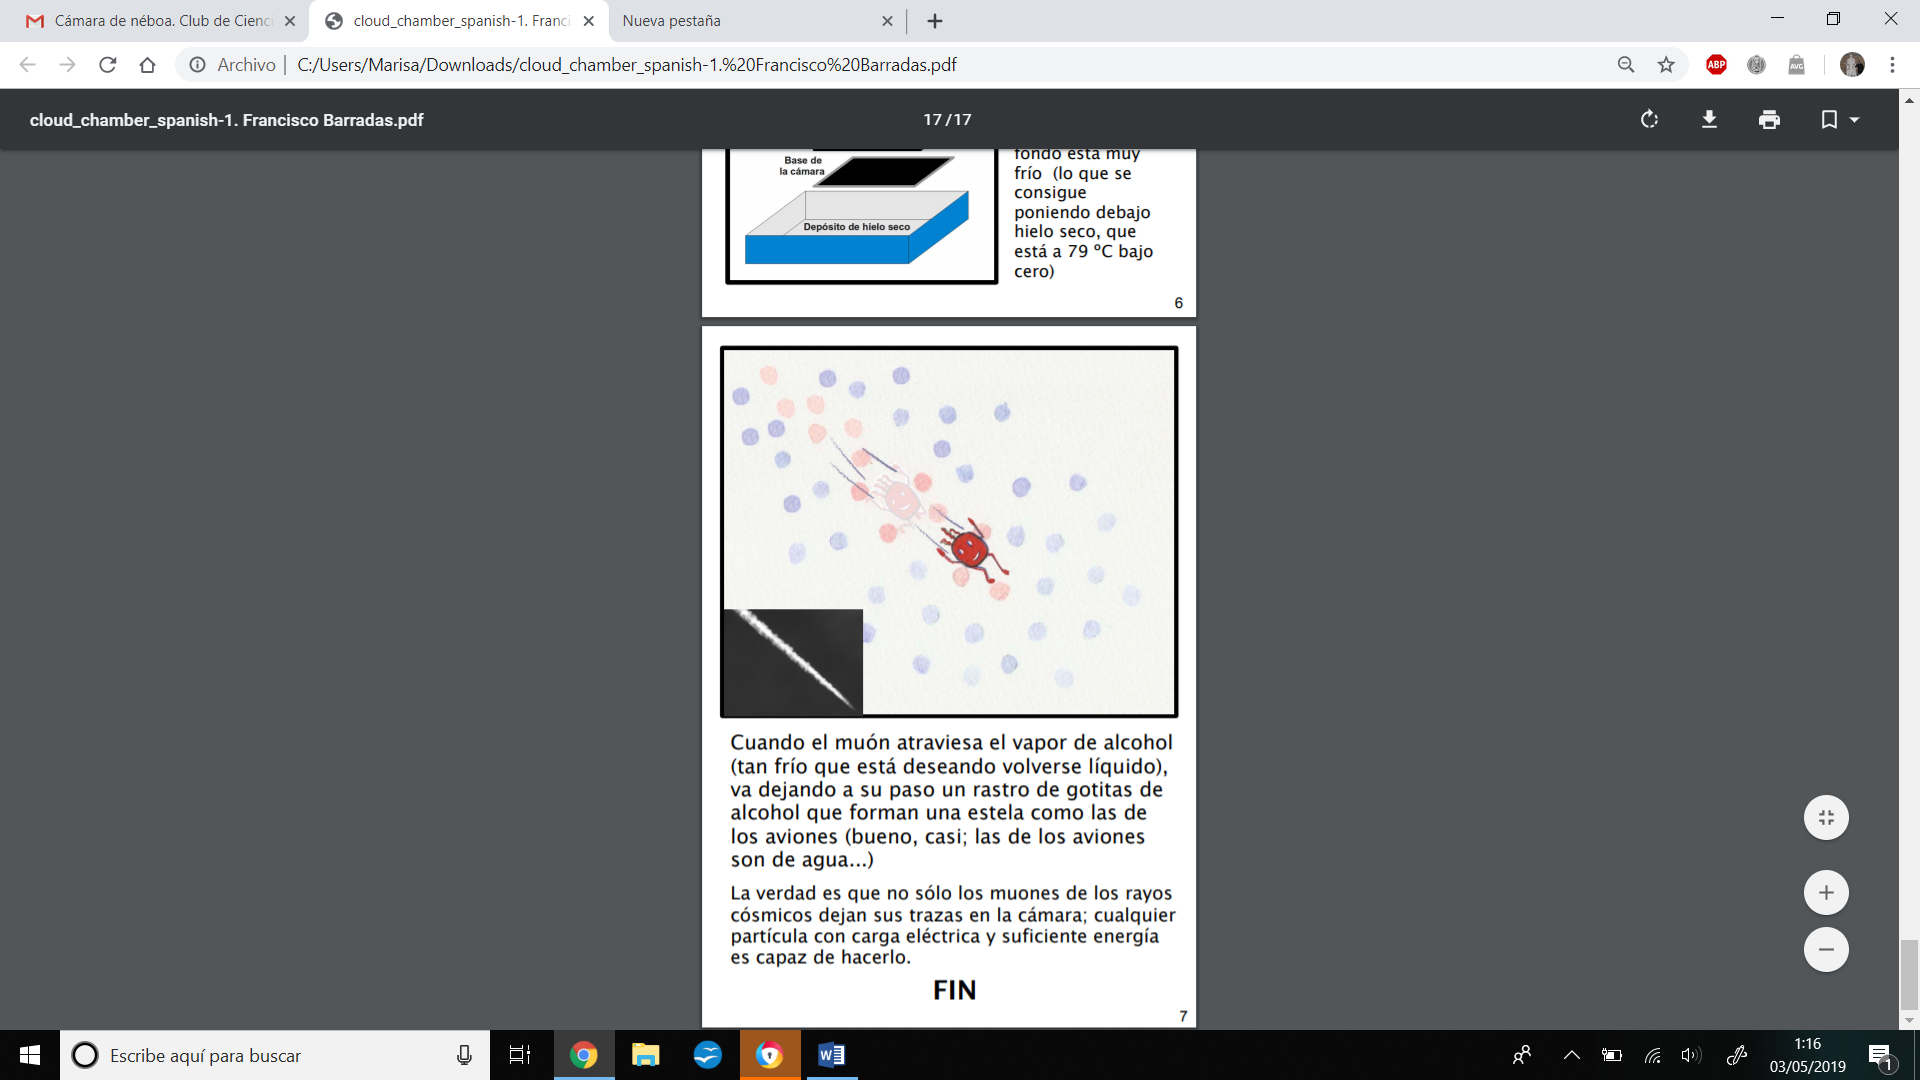 Cámara de néboa. Club de Cienci
cloud_chamber_spanish-1. Franci
Nueva pestaña
Archivo
C:/Users/Marisa/Downloads/cloud_chamber_spanish-1.%20Francisco%20Barradas.pdf
ABP
AVG
cloud_chamber_spanish-1. Francisco Barradas.pdf
17 / 17
Base de
la cámara
Depósito de hielo seco
fondo está muy
frío (lo que se
consigue
poniendo debajo
hielo seco, que
está a 79 ºC bajo
cero)
6
Cuando el muón atraviesa el vapor de alcohol
(tan frío que está deseando volverse líquido),
va dejando a su paso un rastro de gotitas de
alcohol que forman una estela como las de
los aviones (bueno, casi; las de los aviones
son de agua...)
La verdad es que no sólo los muones de los rayos
cósmicos dejan sus trazas en la cámara; cualquier
partícula con carga eléctrica y suficiente energía
es capaz de hacerlo.
FIN
7
Escribe aquí para buscar
1:16
03/05/2019
1